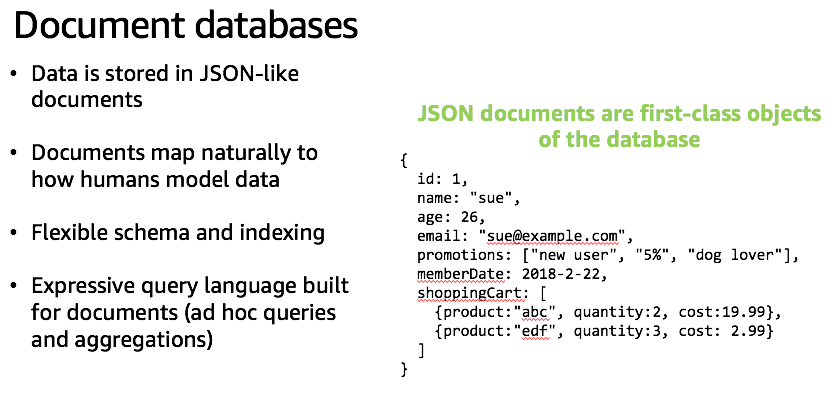 Document databases
• Data is stored in JSON-like
documents
• Documents map naturally to
how humans model data
• Flexible schema and indexing
• Expressive query language built
for documents (ad hoc queries
and aggregations)
JSON documents are first-class objects
of the database
{
id: 1,
name: "sue",
age: 26,
email: "sue@example.com",
promotions: ["new user", "5%", "dog lover"],
memberDate: 2018-2-22,
shoppingCart: [
{product:"abc", quantity:2, cost:19.99},
{product:"edf", quantity:3, cost: 2.99}
]
}